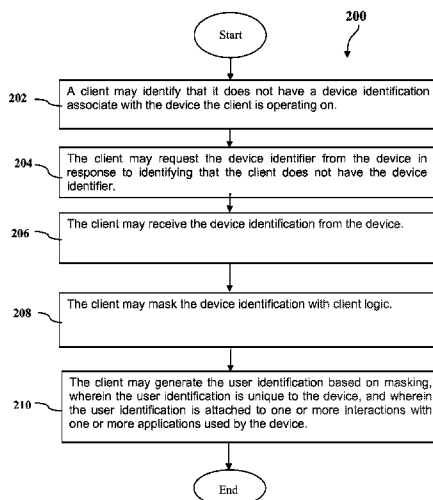 Start
200
202
A client may identify that it does not have a device identification
associate with the device the client is operating on.
204
The client may request the device identifier from the device in
response to identifying that the client does not have the device
identifier.
206
The client may receive the device identification from the device.
208
The client may mask the device identification with client logic.
210
The client may generate the user identification based on masking,
wherein the user identification is unique to the device, and wherein
the user identification is attached to one or more interactions with
one or more applications used by the device.
End